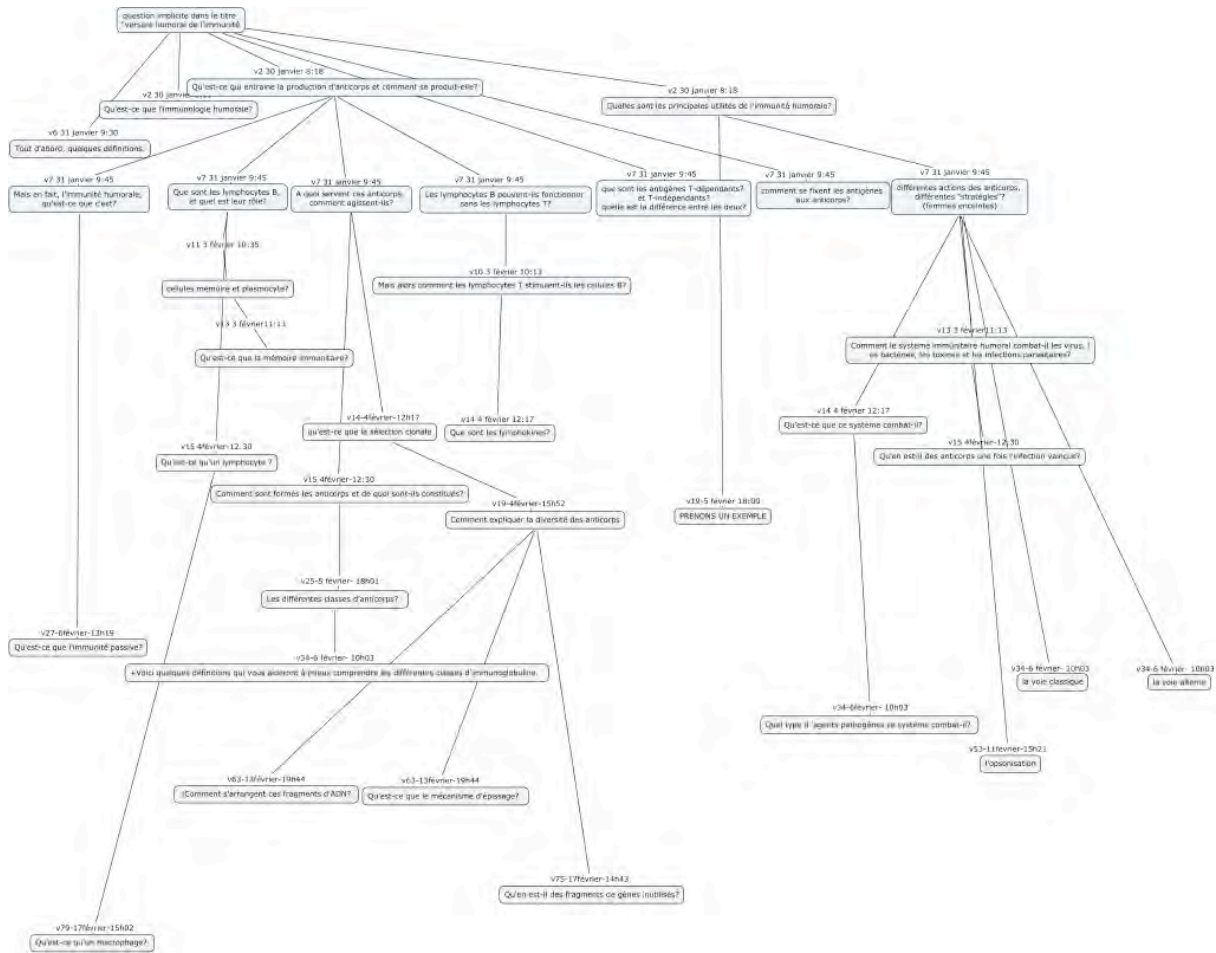 question implicite dans le titre
"versant humoral de l'immunité
v2 30 janvier 8:18
Qu'est-ce qui entraine la production d'anticorps et comment se produit-elle?
v2 30 janvier 8:18
Quelles sont les principales utilités de l'immunité humorale?
v2 30 janvier
Qu'est-ce que l'immunologie humorale?
v6 31 janvier 9:30
Tout d'abord, quelques définitions.
v7 31 janvier 9:45
Mais en fait, l'immunité humorale,
qu'est-ce que c'est?
v7 31 janvier 9:45
Que sont les lymphocytes B,
et quel est leur rôle?
v7 31 janvier 9:45
A quoi servent ces anticorps,
comment agissent-ils?
v7 31 janvier 9:45
Les lymphocytes B peuvent-ils fonctionner
sans les lymphocytes T?
v7 31 janvier 9:45
que sont les antigènes T-dépendants?
et T-indépendants?
quelle est la différence entre les deux?
v7 31 janvier 9:45
comment se fixent les antigènes
aux anticorps?
v7 31 janvier 9:45
différentes actions des anticorps,
différentes "stratégies"?
(femmes enceintes)
v11 3 février 10:35
cellules mémoire et plasmocyte?
v10-3 février 10:13
Mais alors comment les lymphocytes T stimulent-ils les cellules B?
v13 3 février11:13
Qu'est-ce que la mémoire immunitaire?
v13 3 février11:13
Comment le système immunitaire humoral combat-il les virus, l
es bactéries, les toxines et les infections parasitaires?
v14-4février-12h17
qu'est-ce que la sélection clonale
v14 4 février 12:17
Que sont les lymphokines?
v14 4 février 12:17
Qu'est-ce que ce système combat-il?
v15 4février-12:30
Qu'est-ce qu'un lymphocyte ?
v15 4février-12:30
Qu'en est-il des anticorps une fois l'infection vaincue?
v15 4février-12:30
Comment sont formés les anticorps et de quoi sont-ils constitués?
v19-4février-15h52
Comment expliquer la diversité des anticorps
v19-5 février 18:00
PRENONS UN EXEMPLE
v25-5 février- 18h01
Les différentes classes d'anticorps?
v27-6février-13h19
Qu'est-ce que l'immunité passive?
v34-6 février- 10h03
+Voici quelques définitions qui vous aideront à mieux comprendre les différentes classes d'immunoglobuline.
v34-6 février- 10h03
la voie classique
v34-6 février- 10h03
la voie alterne
v34-6février- 10h03
Quel type d 'agents pathogènes se système combat-il?
v53-11février-15h21
l'opsonisation
v63-13février-19h44
(Comment s'arrangent ces fragments d'ADN?
v63-13février-19h44
Qu'est-ce que le mécanisme d'épissage?
v75-17février-14h43
Qu'en est-il des fragments de gènes inutilisés?
v79-17février-15h02
Qu'est-ce qu'un macrophage?